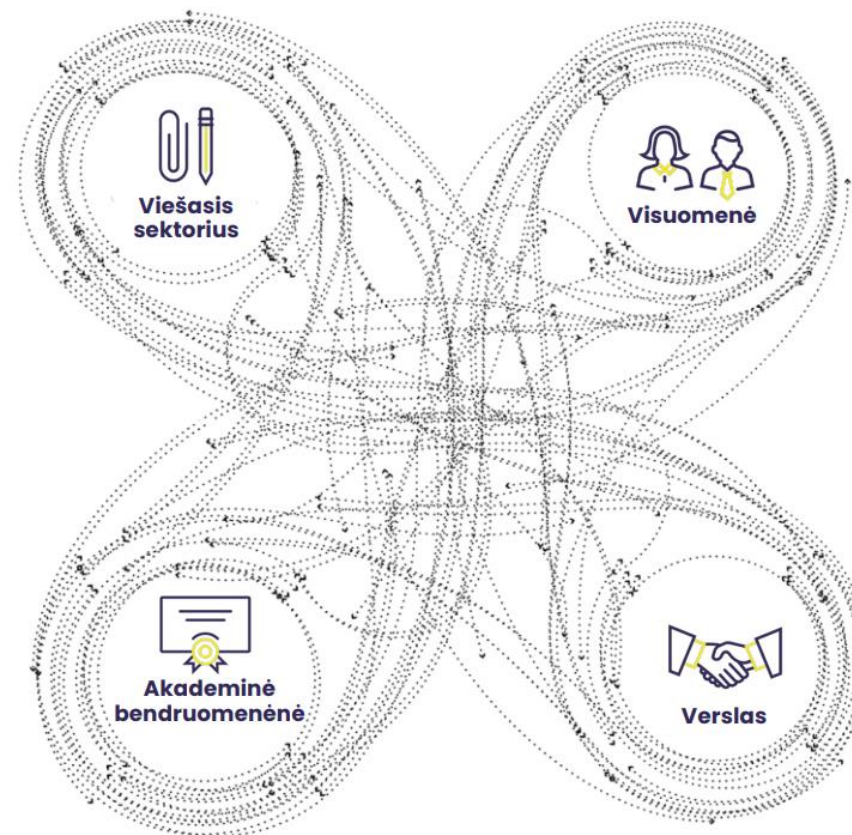 Viešasis
sektorius
Visuomenė
Akademinė
bendruomenėnė
Verslas